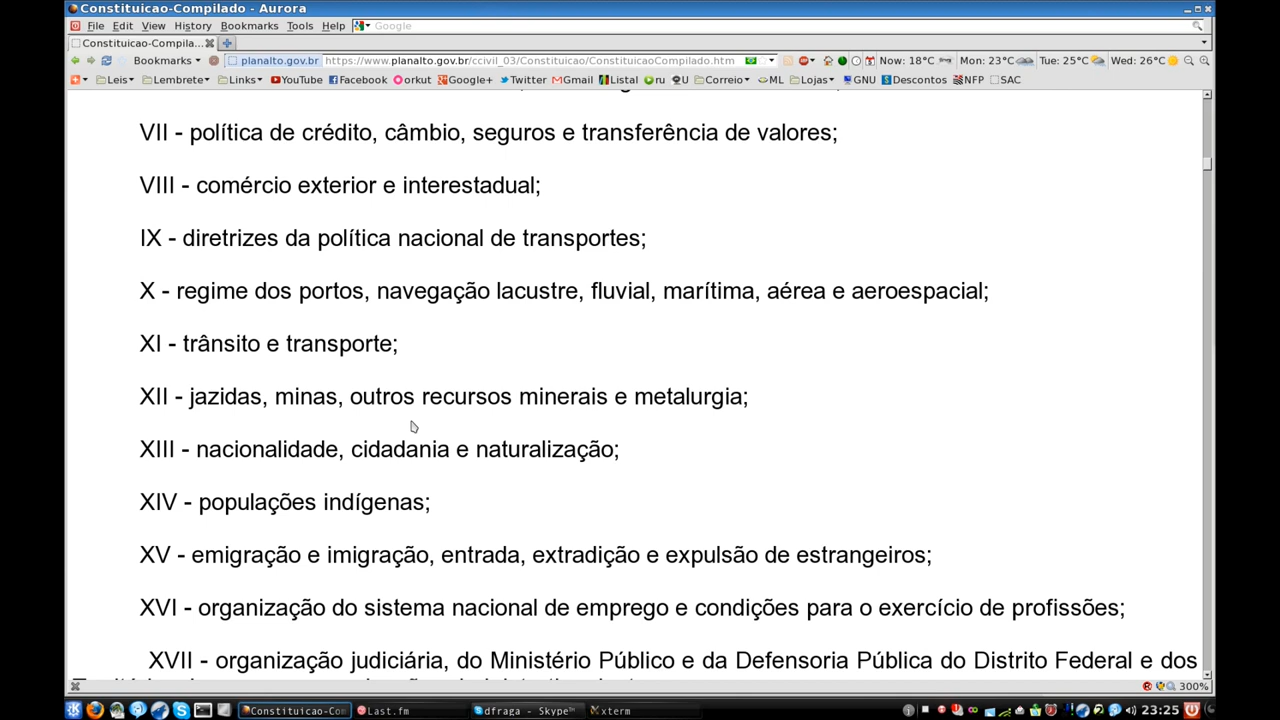 Constituicao-Compilado - Aurora
File Edit View History Bookmarks Tools Help Google
Constituicao-Compila...
Bookmarks planalto.gov.br https://www.planalto.gov.br/ccivil_03/Constituicao/ConstituicaoCompilado.htm Now: 18°C Mon: 23°C Tue: 25°C Wed: 26°C
Leis Lembrete Links YouTube Facebook orkut Google+ Twitter Gmail Listal ru U Correio ML Lojas GNU Descontos NFP SAC
VII - política de crédito, câmbio, seguros e transferência de valores;
VIII - comércio exterior e interestadual;
IX - diretrizes da política nacional de transportes;
X - regime dos portos, navegação lacustre, fluvial, marítima, aérea e aeroespacial;
XI - trânsito e transporte;
XII - jazidas, minas, outros recursos minerais e metalurgia;
XIII - nacionalidade, cidadania e naturalização;
XIV - populações indígenas;
XV - emigração e imigração, entrada, extradição e expulsão de estrangeiros;
XVI - organização do sistema nacional de emprego e condições para o exercício de profissões;
XVII - organização judiciária, do Ministério Público e da Defensoria Pública do Distrito Federal e dos
300%
Constituicao-Com Last.fm dfraga - Skype™ xterm 23:25